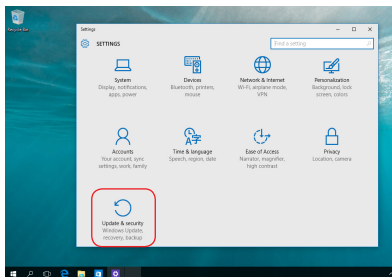 Recycle Bin
Settings
SETTINGS
Find a setting
System
Display, notifications,
apps, power
Devices
Bluetooth, printers,
mouse
Network & Internet
Wi-Fi, airplane mode,
VPN
Personalization
Background, lock
screen, colors
Accounts
Your account, sync
settings, work, family
Time & language
Speech, region, date
Ease of Access
Narrator, magnifier,
high contrast
Privacy
Location, camera
Update & security
Windows Update,
recovery, backup